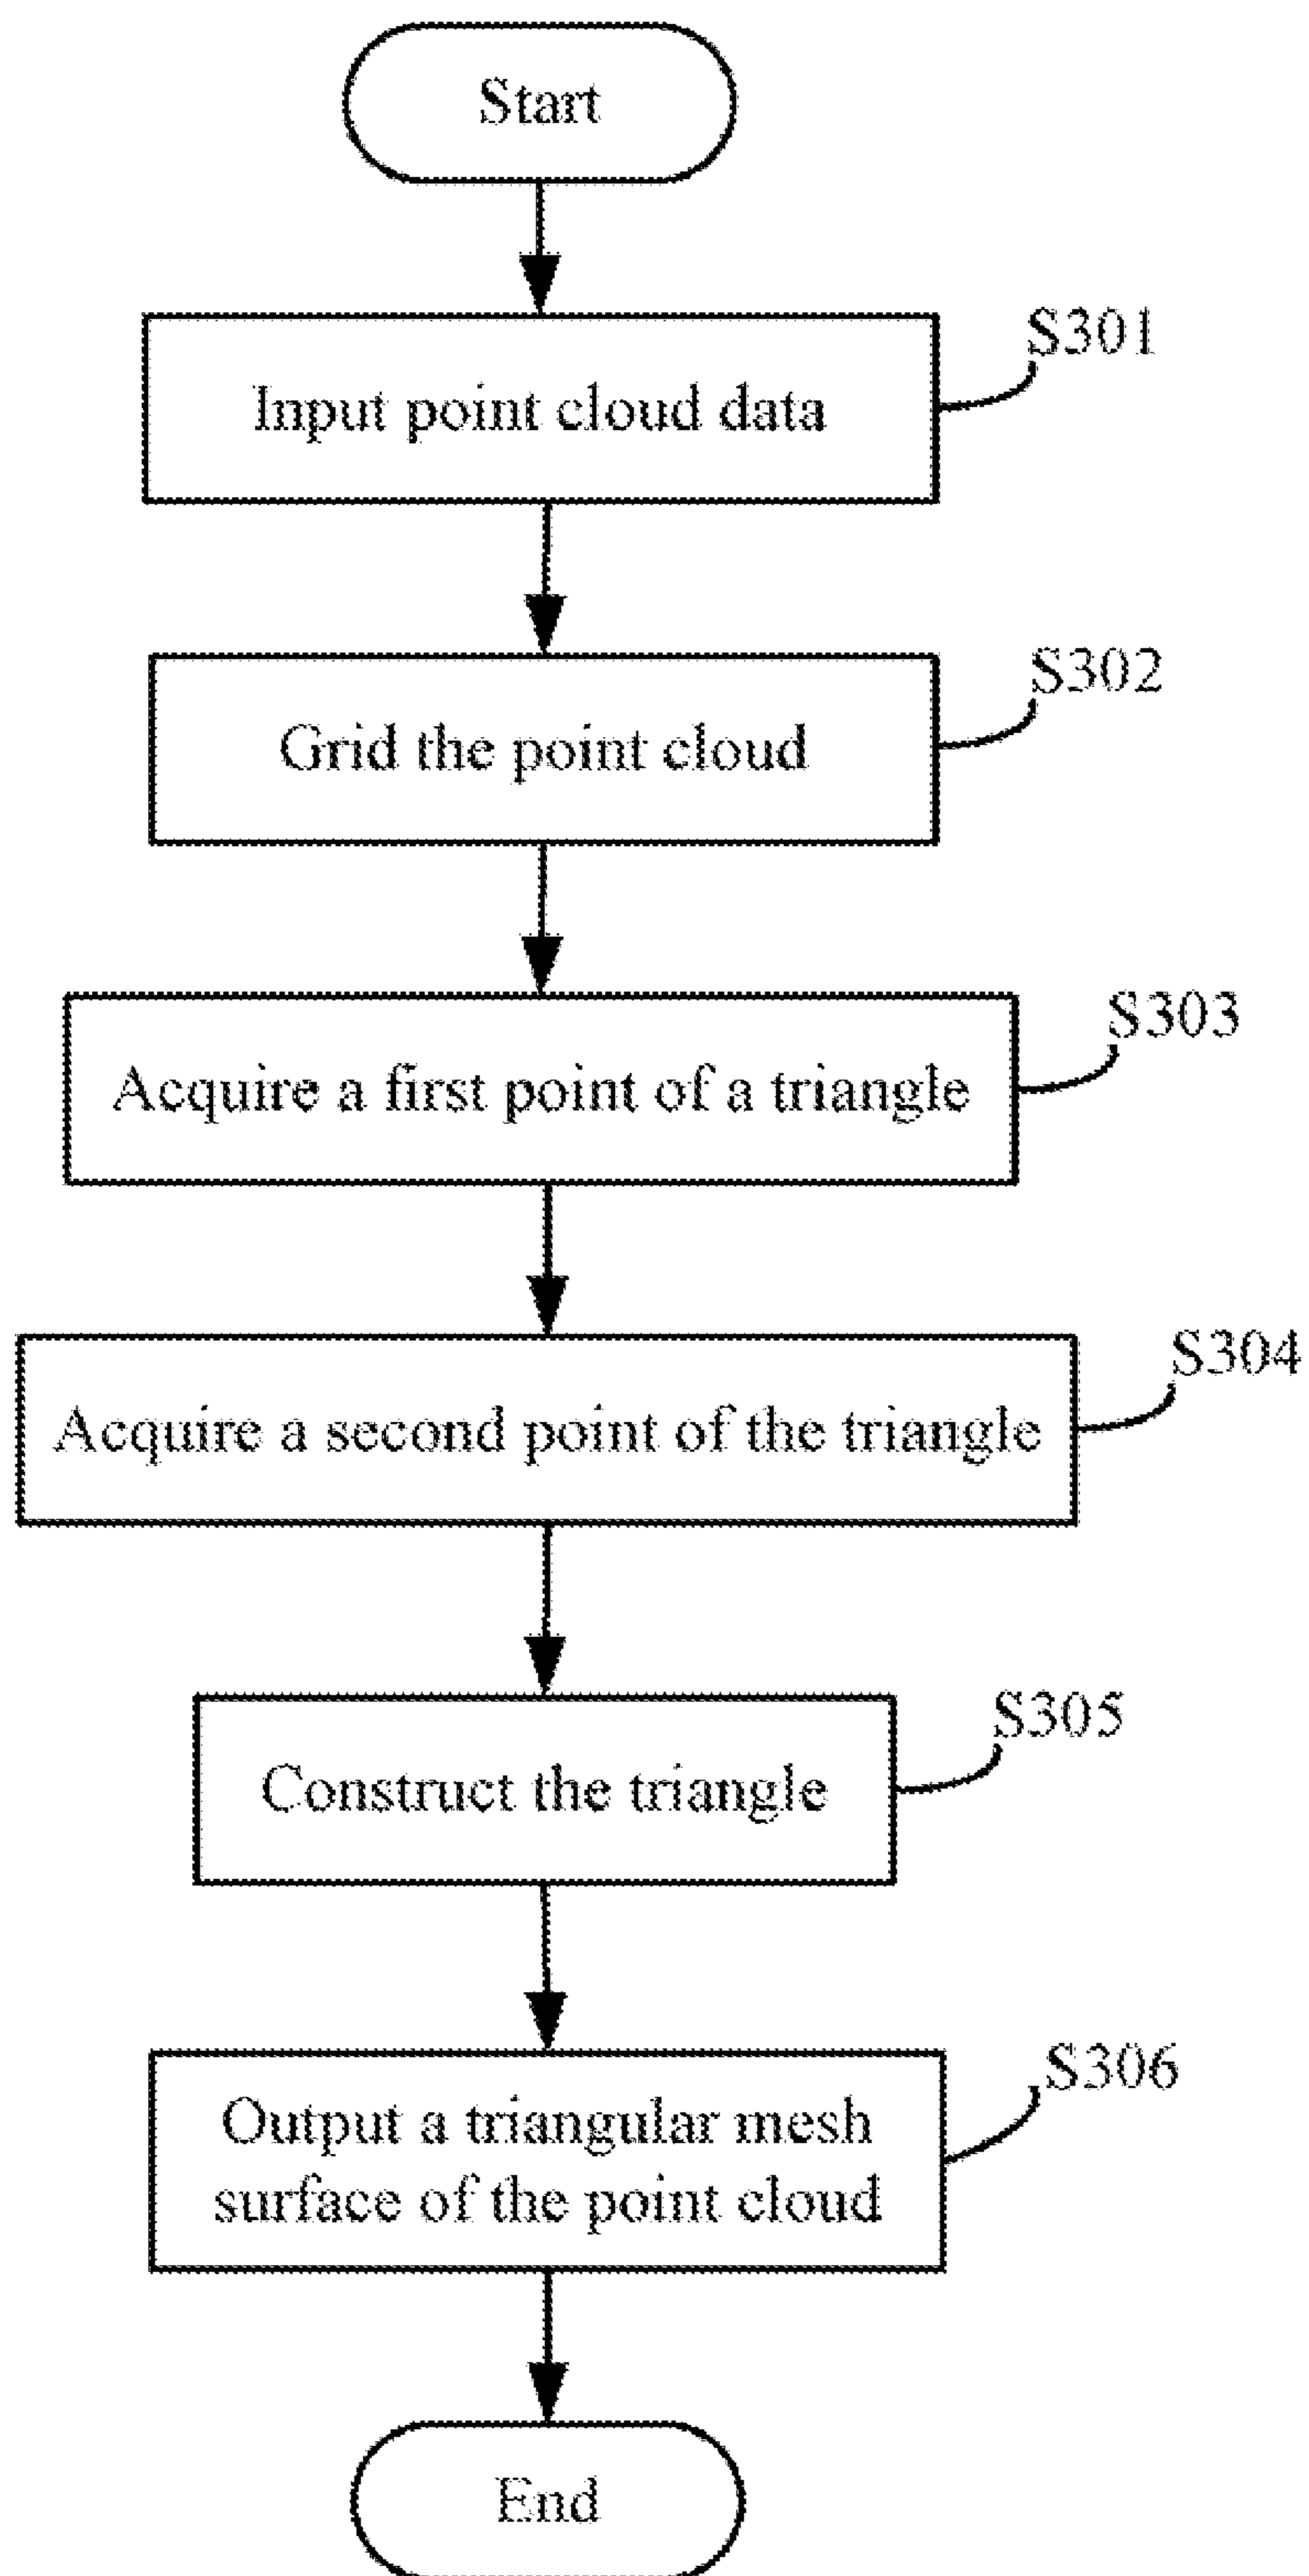 Start
Input point cloud data
S301
Grid the point cloud
S302
Acquire a first point of a triangle
S303
Acquire a second point of the triangle
S304
Construct the triangle
S305
Output a triangular mesh
surface of the point cloud
S306
End